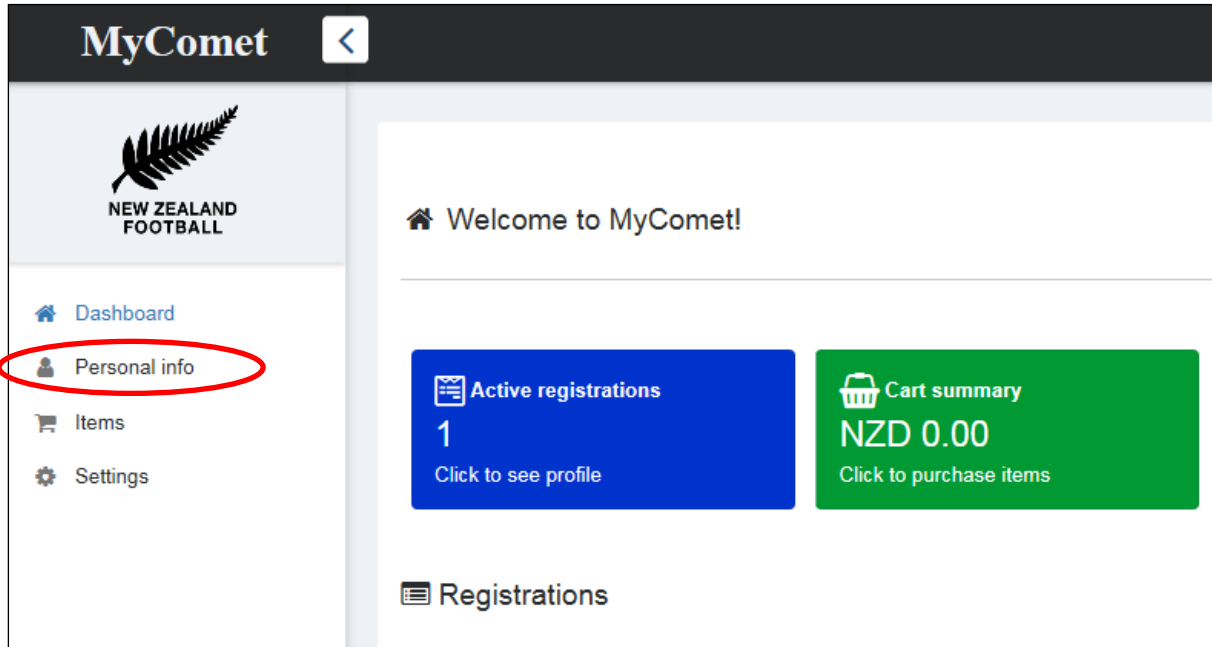 MyComet
NEW ZEALAND
FOOTBALL
Dashboard
Personal info
Items
Settings
Welcome to MyComet!
Active registrations
1
Click to see profile
Cart summary
NZD 0.00
Click to purchase items
Registrations